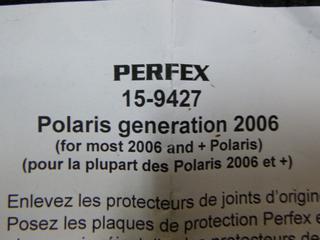 PERFEX
15-9427
Polaris generation 2006
(for most 2006 and + Polaris)
(pour la plupart des Polaris 2006 et +)
Enlevez les protecteurs de joints d'origin
Posez les plaques de protection Perfex e